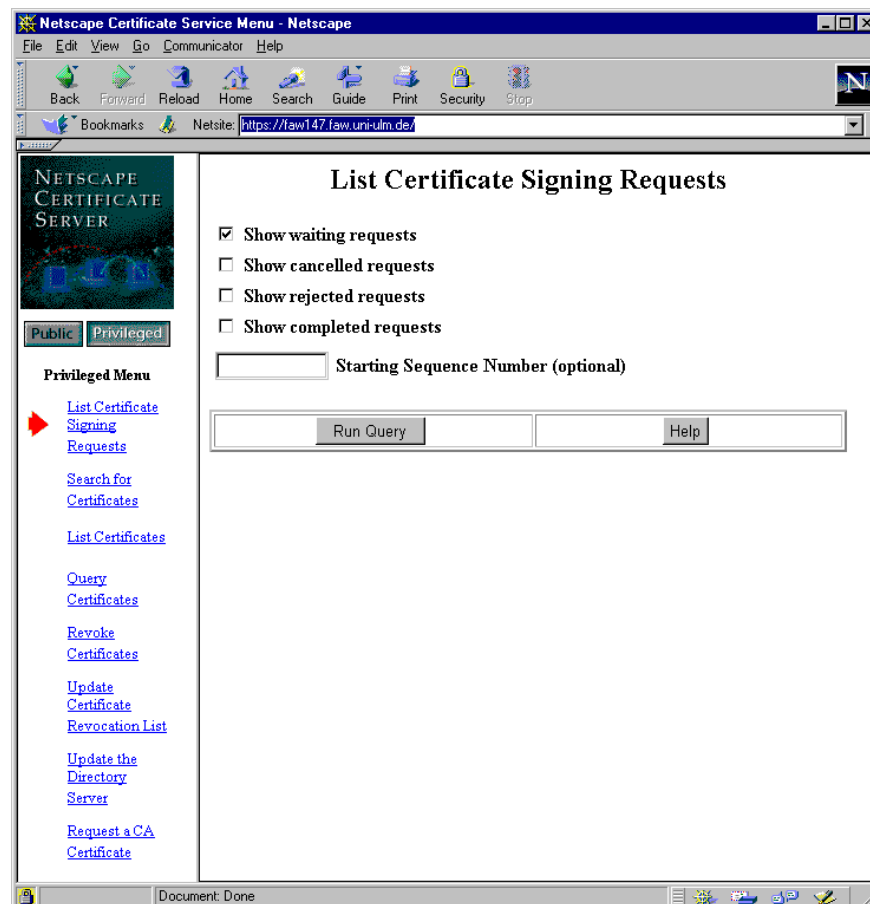 Netscape Certificate Service Menu - Netscape
File Edit View Go Communicator Help
Back Forward Reload Home Search Guide Print Security Stop
N
Bookmarks Netsite: https://faw147.faw.uni-ulm.de/
NETSCAPE
CERTIFICATE
SERVER
Public Privileged
Privileged Menu
List Certificate
Signing
Requests
Search for
Certificates
List Certificates
Query
Certificates
Revoke
Certificates
Update
Certificate
Revocation List
Update the
Directory
Server
Request a CA
Certificate
List Certificate Signing Requests
Show waiting requests
Show cancelled requests
Show rejected requests
Show completed requests
Starting Sequence Number (optional)
Run Query Help
Document: Done